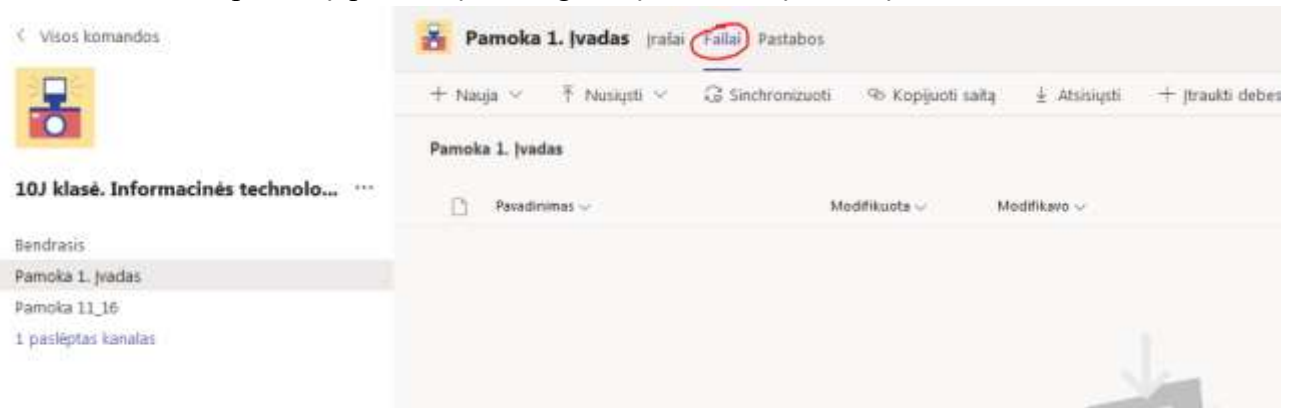 < Visos komandos
10J klasė. Informacinės technolo... ...
Bendrasis
Pamoka 1. Įvadas
Pamoka 11_16
1 paslėptas kanalas
Pamoka 1. Įvadas Įrašai Failai Pastabos
+ Nauja Nusiųsti Sinchronizuoti Kopijuoti saitą Atsisiųsti + Įtraukti debes
Pamoka 1. Įvadas
Pavadinimas Modifikuota Modifikavo